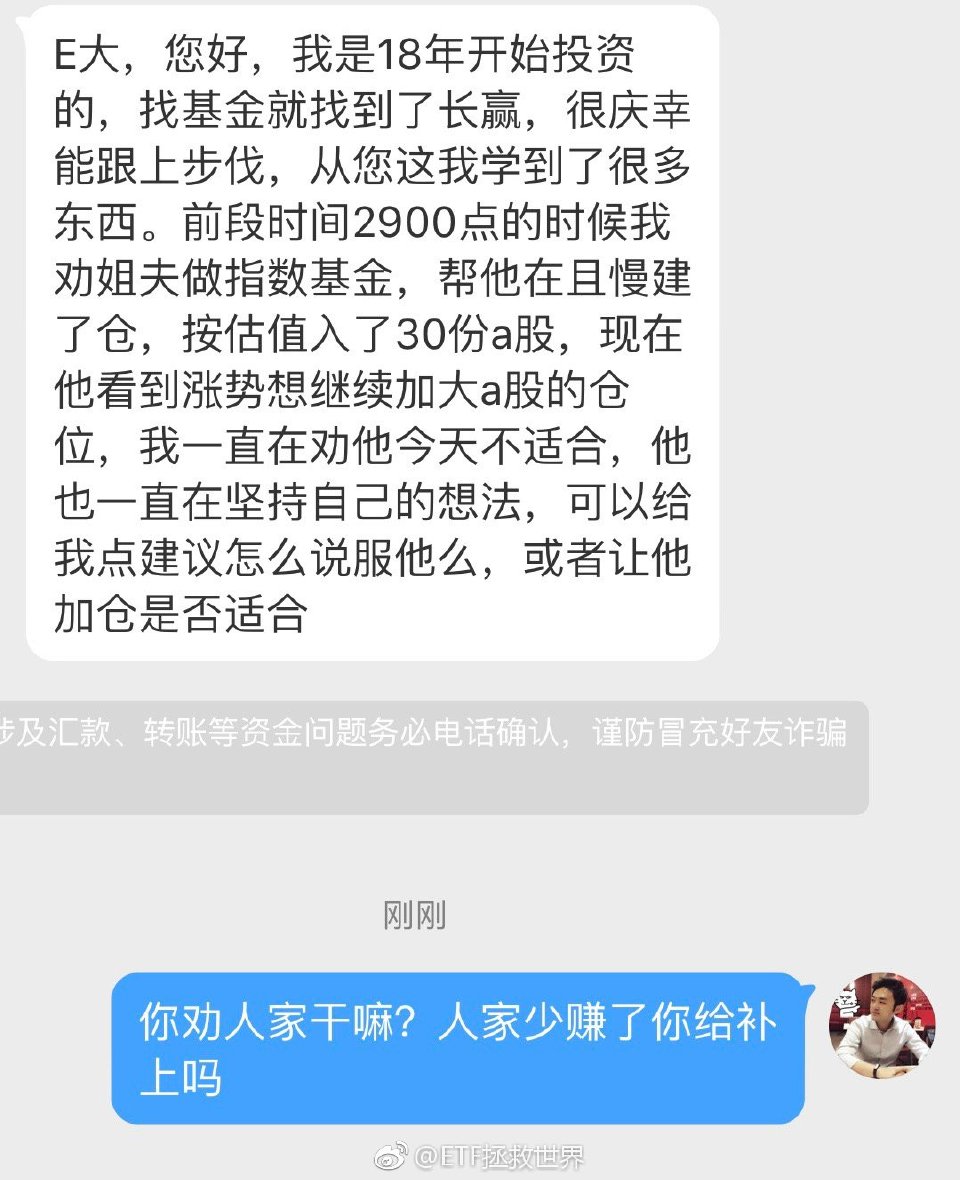 E大，您好，我是18年开始投资
的，找基金就找到了长赢，很庆幸
能跟上步伐，从您这我学到了很多
东西。前段时间2900点的时候我
劝姐夫做指数基金，帮他在且慢建
了仓，按估值入了30份a股，现在
他看到涨势想继续加大a股的仓
位，我一直在劝他今天不适合，他
也一直在坚持自己的想法，可以给
我点建议怎么说服他么，或者让他
加仓是否适合
涉及汇款、转账等资金问题务必电话确认，谨防冒充好友诈骗
刚刚
你劝人家干嘛？人家少赚了你给补
上吗
@ETF拯救世界